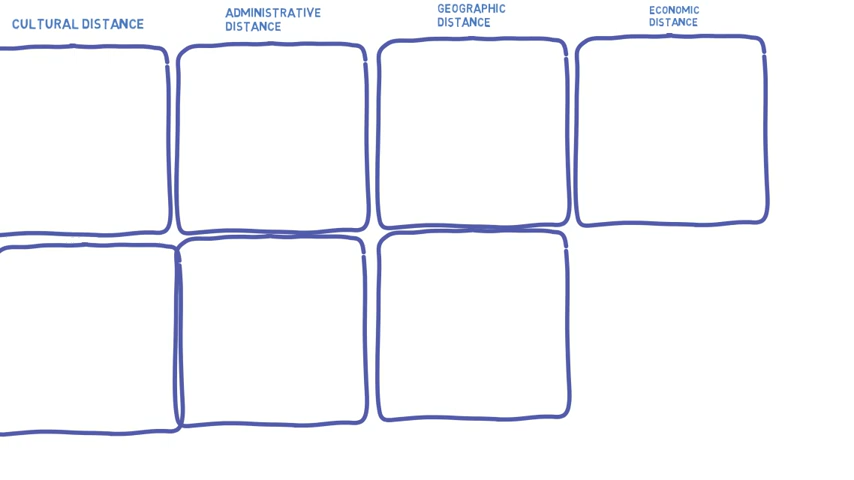 CULTURAL DISTANCE
ADMINISTRATIVE
DISTANCE
GEOGRAPHIC
DISTANCE
ECONOMIC
DISTANCE